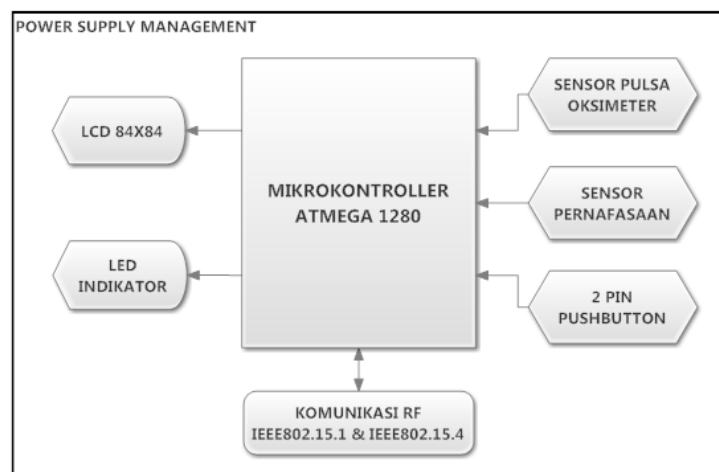 POWER SUPPLY MANAGEMENT
LCD 84X84
LED
INDIKATOR
MIKROKONTROLLER
ATMEGA 1280
SENSOR PULSA
OKSIMETER
SENSOR
PERNAFASAAN
2 PIN
PUSHBUTTON
KOMUNIKASI RF
IEEE802.15.1 & IEEE802.15.4